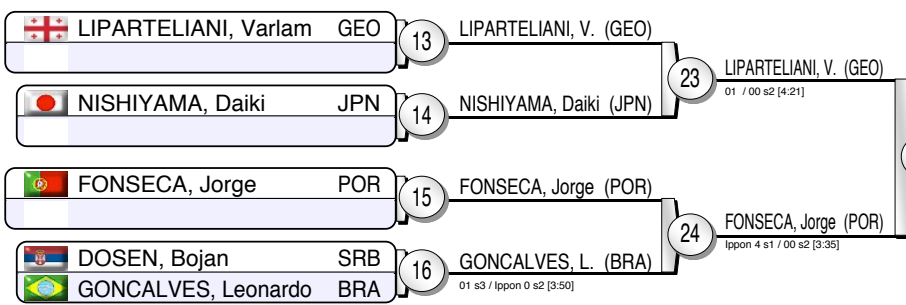 LIPARTELIANI, Varlam GEO
13
LIPARTELIANI, V. (GEO)
NISHIYAMA, Daiki JPN
14
NISHIYAMA, Daiki (JPN)
23
LIPARTELIANI, V. (GEO)
01 / 00 s2 [4:21]
FONSECA, Jorge POR
15
FONSECA, Jorge (POR)
DOSEN, Bojan SRB
GONCALVES, Leonardo BRA
16
GONCALVES, L. (BRA)
01 s3 / Ippon 0 s2 [3:50]
24
FONSECA, Jorge (POR)
Ippon 4 s1 / 00 s2 [3:35]